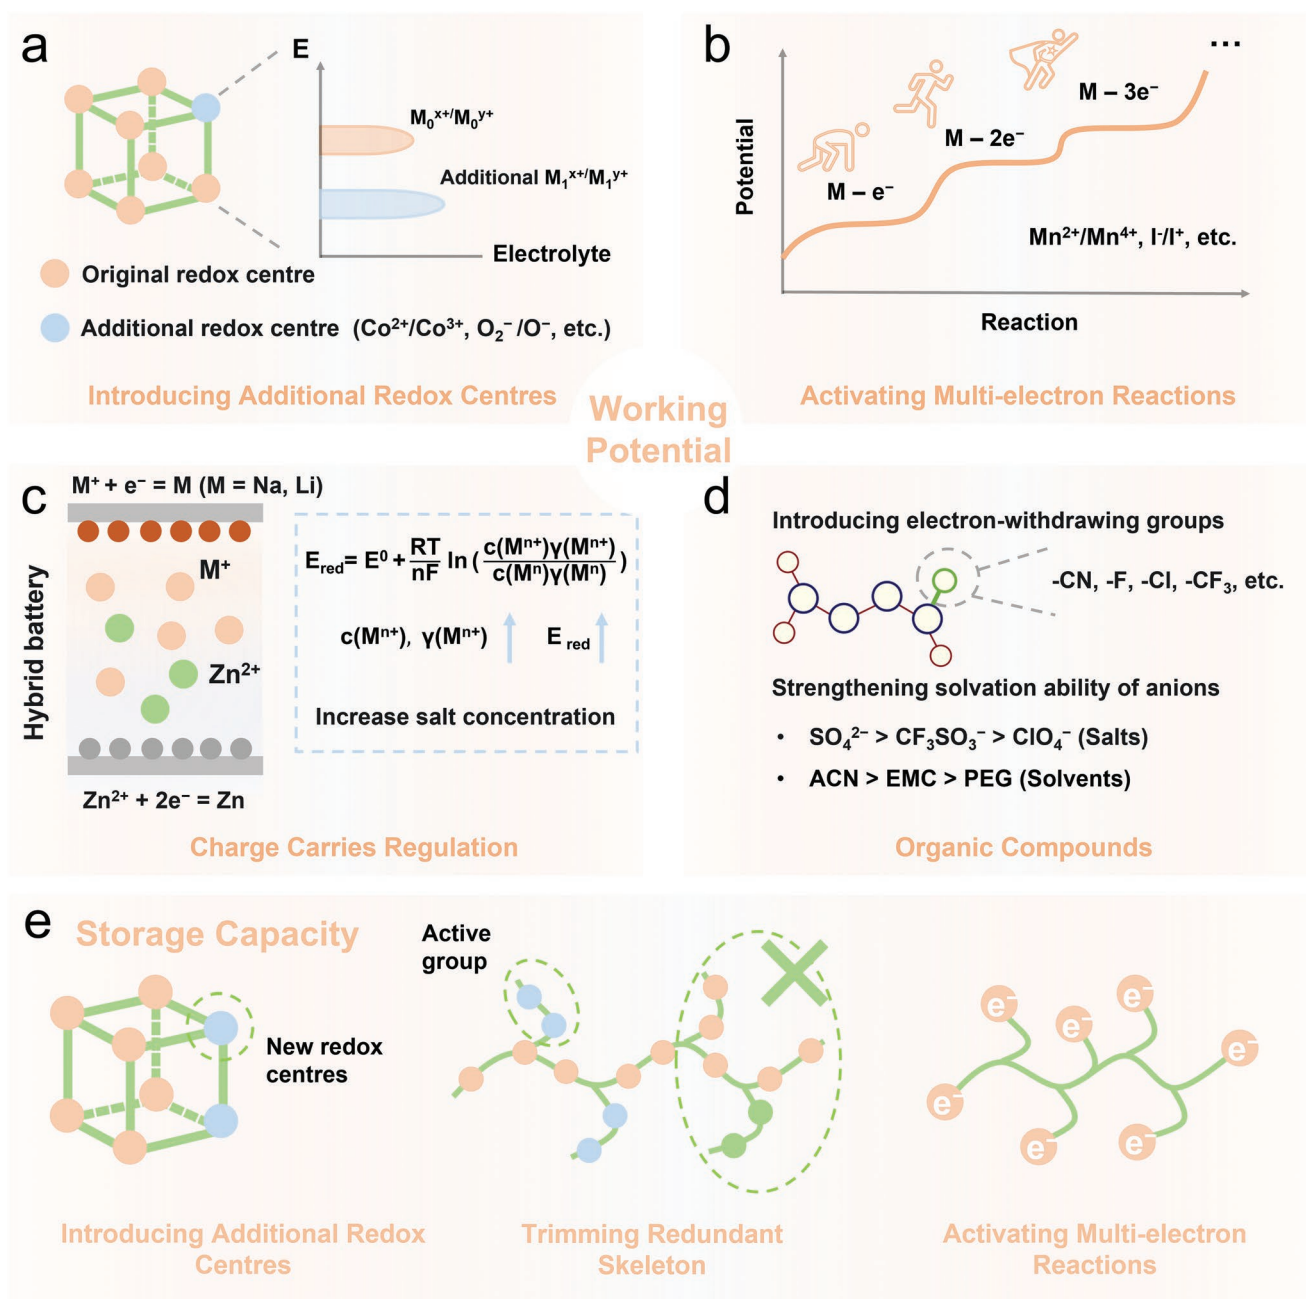 a
E
M₀ˣ⁺/M₀ʸ⁺
Additional M₁ˣ⁺/M₁ʸ⁺
Electrolyte
Original redox centre
Additional redox centre (Co²⁺/Co³⁺, O₂⁻/O⁻, etc.)
Introducing Additional Redox Centres
b
...
Potential
M – e⁻
M – 2e⁻
M – 3e⁻
Mn²⁺/Mn⁴⁺, I⁻/I⁺, etc.
Reaction
Activating Multi-electron Reactions
Working
Potential
c
M⁺ + e⁻ = M (M = Na, Li)
Hybrid battery
M⁺
Zn²⁺
Zn²⁺ + 2e⁻ = Zn
E_red = E⁰ + RT/nF ln (c(Mⁿ⁺)γ(Mⁿ⁺)/c(Mⁿ)γ(Mⁿ))
c(Mⁿ⁺), γ(Mⁿ⁺) ↑ E_red ↑
Increase salt concentration
Charge Carries Regulation
d
Introducing electron-withdrawing groups
-CN, -F, -Cl, -CF₃, etc.
Strengthening solvation ability of anions
• SO₄²⁻ > CF₃SO₃⁻ > ClO₄⁻ (Salts)
• ACN > EMC > PEG (Solvents)
Organic Compounds
e
Storage Capacity
New redox
centres
Introducing Additional Redox
Centres
Active
group
Trimming Redundant
Skeleton
e⁻
e⁻
e⁻
e⁻
e⁻
e⁻
e⁻
Activating Multi-electron
Reactions